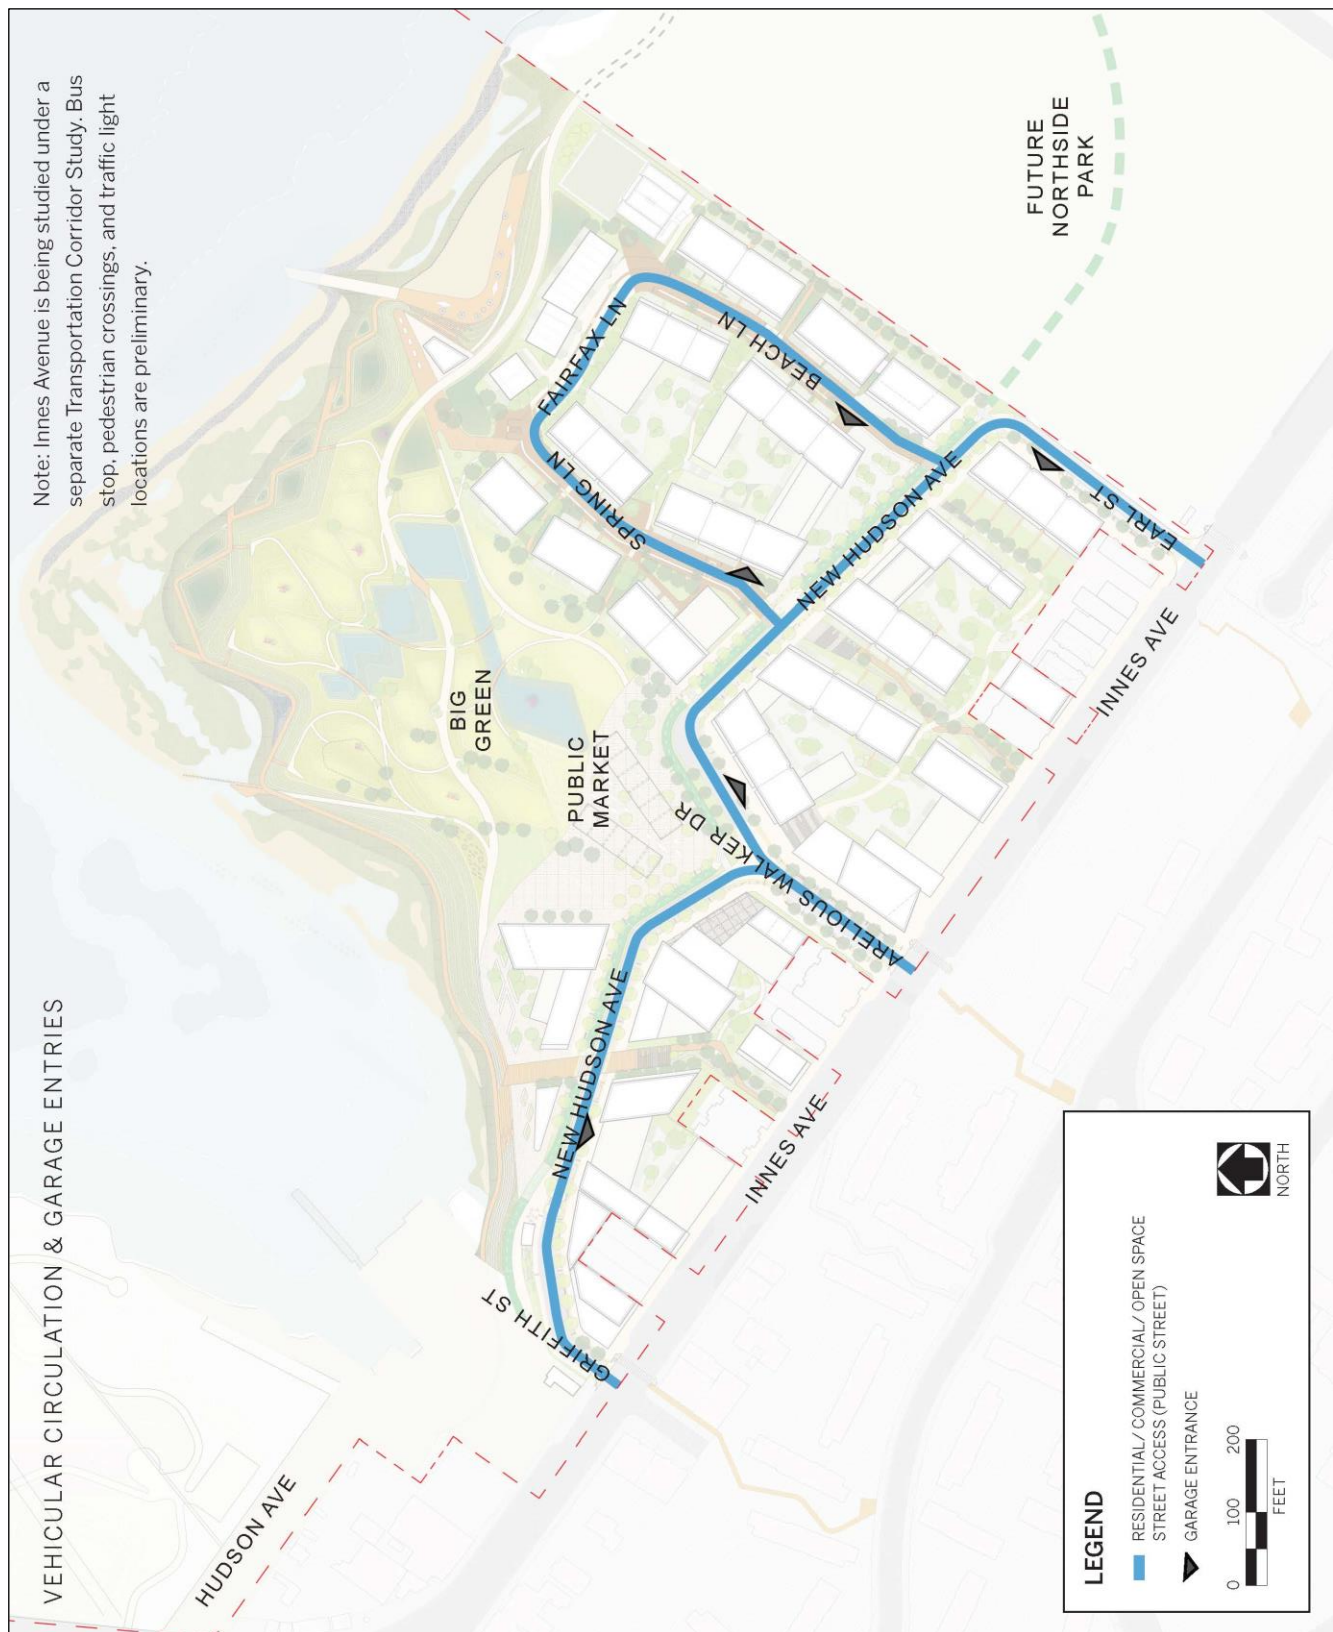 VEHICULAR CIRCULATION & GARAGE ENTRIES
Note: Innes Avenue is being studied under a
separate Transportation Corridor Study. Bus
stop, pedestrian crossings, and traffic light
locations are preliminary.
HUDSON AVE
GRIFFITH ST
NEW HUDSON AVE
INNES AVE
PUBLIC
MARKET
BIG
GREEN
ARELIOUS WALKER DR
SPRING LN
FAIRFAX LN
BEACH LN
NEW HUDSON AVE
EARL ST
INNES AVE
FUTURE
NORTHSIDE
PARK
LEGEND
RESIDENTIAL/ COMMERCIAL/ OPEN SPACE
STREET ACCESS (PUBLIC STREET)
GARAGE ENTRANCE
0 100 200
FEET
NORTH